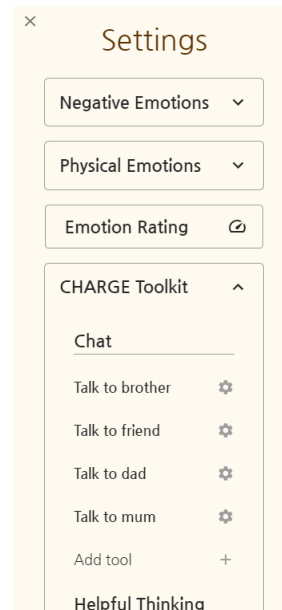 Settings
Negative Emotions
Physical Emotions
Emotion Rating
CHARGE Toolkit
Chat
Talk to brother
Talk to friend
Talk to dad
Talk to mum
Add tool
Helpful Thinking